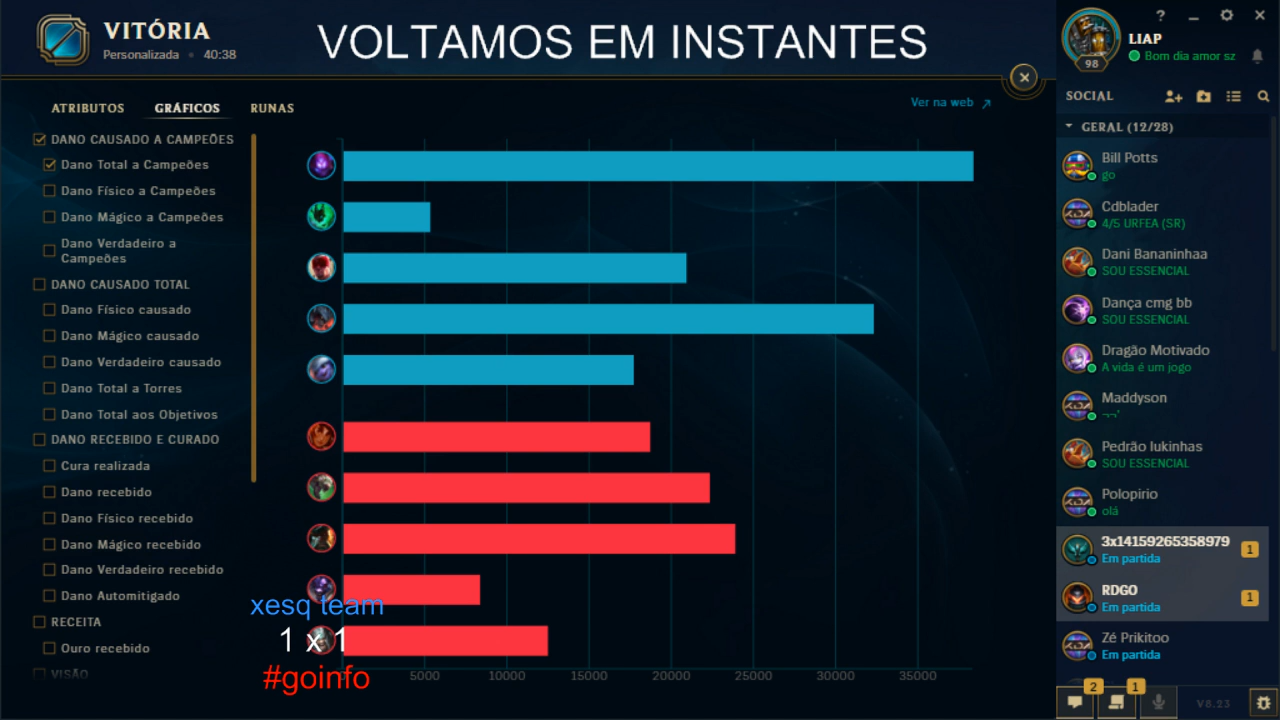 VITÓRIA
Personalizada • 40:38
VOLTAMOS EM INSTANTES
ATRIBUTOS GRÁFICOS RUNAS
Ver na web
DANO CAUSADO A CAMPEÕES
Dano Total a Campeões
Dano Físico a Campeões
Dano Mágico a Campeões
Dano Verdadeiro a
Campeões
DANO CAUSADO TOTAL
Dano Físico causado
Dano Mágico causado
Dano Verdadeiro causado
Dano Total a Torres
Dano Total aos Objetivos
DANO RECEBIDO E CURADO
Cura realizada
Dano recebido
Dano Físico recebido
Dano Mágico recebido
Dano Verdadeiro recebido
Dano Automitigado
RECEITA
Ouro recebido
VISÃO
xesq team
1 x 1
#goinfo
0 5000 10000 15000 20000 25000 30000 35000
?
98
LIAP
Bom dia amor sz
SOCIAL
GERAL (12/28)
Bill Potts
go
Cdblader
4/5 URFEA (SR)
Dani Bananinhaa
SOU ESSENCIAL
Dança cmg bb
SOU ESSENCIAL
Dragão Motivado
A vida é um jogo
Maddyson
¬¬'
Pedrão lukinhas
SOU ESSENCIAL
Polopirio
olá
3x14159265358979
Em partida
1
RDGO
Em partida
1
Zé Prikitoo
Em partida
2
1
V8.23